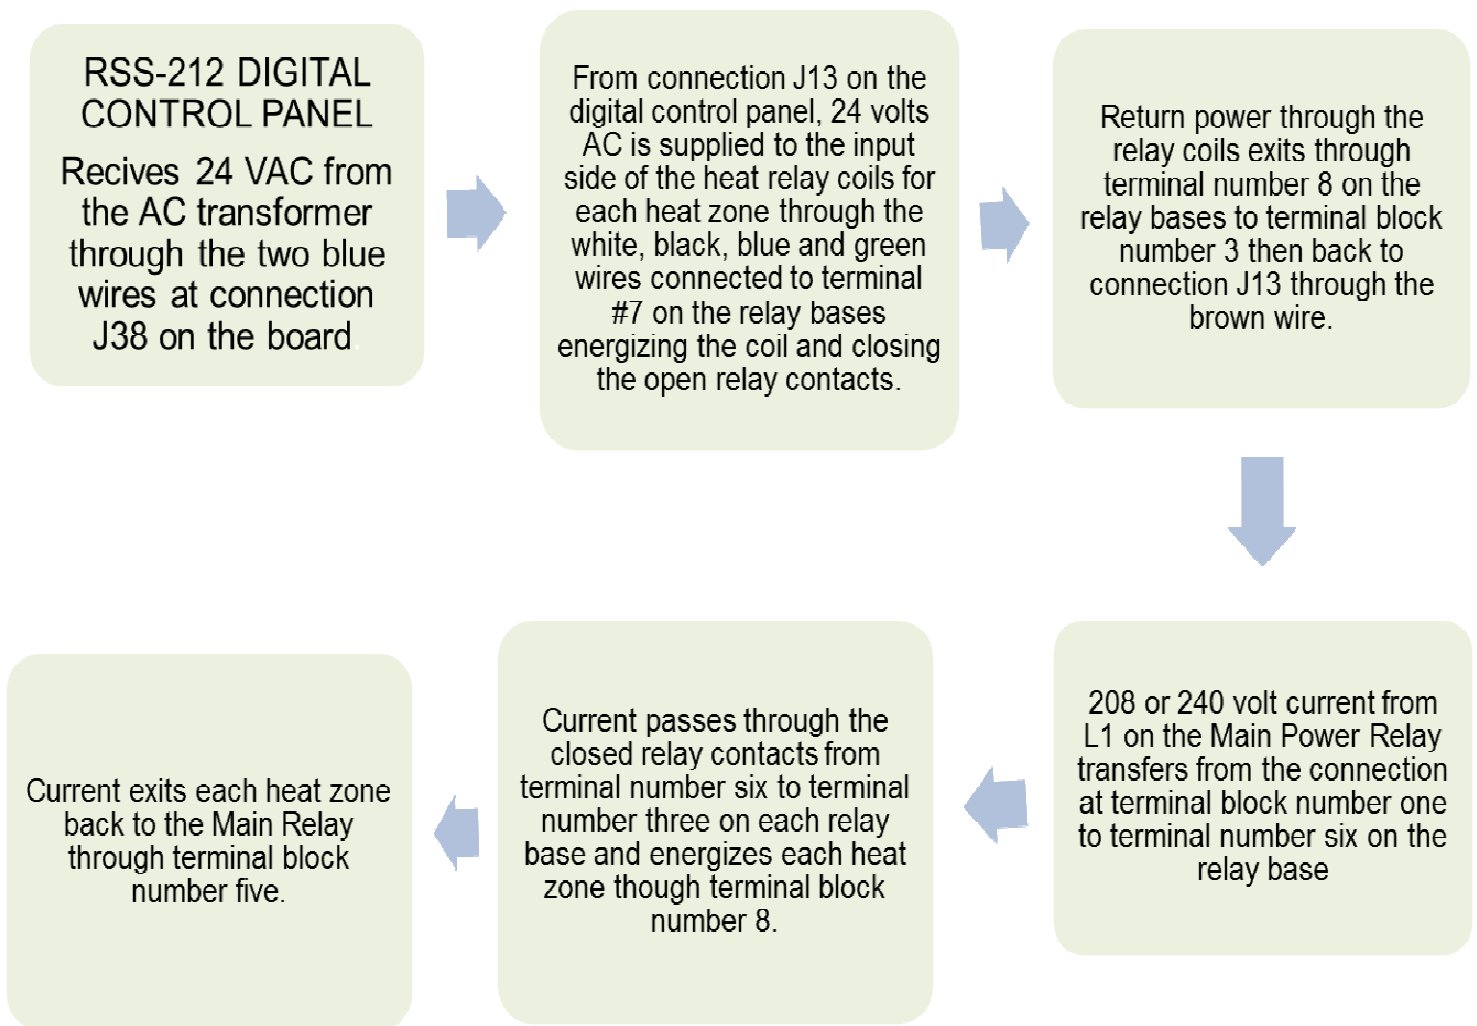 RSS-212 DIGITAL
CONTROL PANEL
Recives 24 VAC from
the AC transformer
through the two blue
wires at connection
J38 on the board.
From connection J13 on the
digital control panel, 24 volts
AC is supplied to the input
side of the heat relay coils for
each heat zone through the
white, black, blue and green
wires connected to terminal
#7 on the relay bases
energizing the coil and closing
the open relay contacts.
Return power through the
relay coils exits through
terminal number 8 on the
relay bases to terminal block
number 3 then back to
connection J13 through the
brown wire.
208 or 240 volt current from
L1 on the Main Power Relay
transfers from the connection
at terminal block number one
to terminal number six on the
relay base
Current passes through the
closed relay contacts from
terminal number six to terminal
number three on each relay
base and energizes each heat
zone though terminal block
number 8.
Current exits each heat zone
back to the Main Relay
through terminal block
number five.